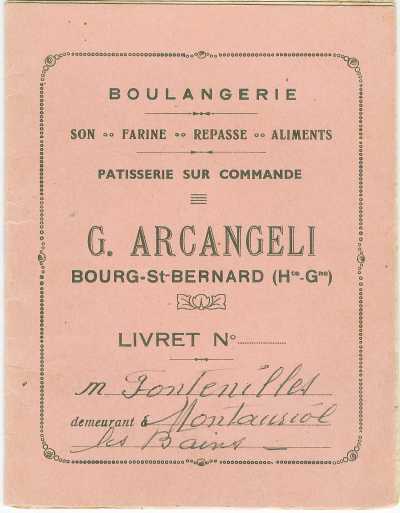 BOULANGERIE
SON ∘∘ FARINE ∘∘ REPASSE ∘∘ ALIMENTS
PATISSERIE SUR COMMANDE
G. ARCANGELI
BOURG-St-BERNARD (Hte-Gne)
LIVRET No
M Fontenilles
demeurant à Montauriol
les Bains